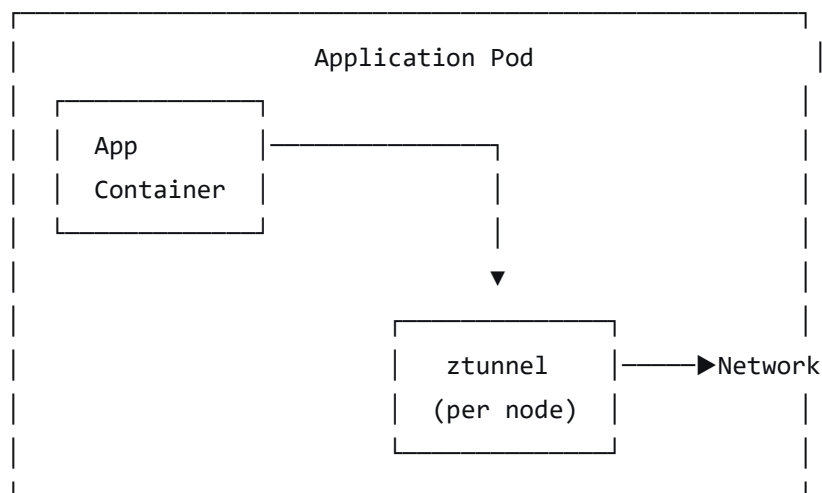 Application Pod
App
Container
ztunnel
Network
(per node)